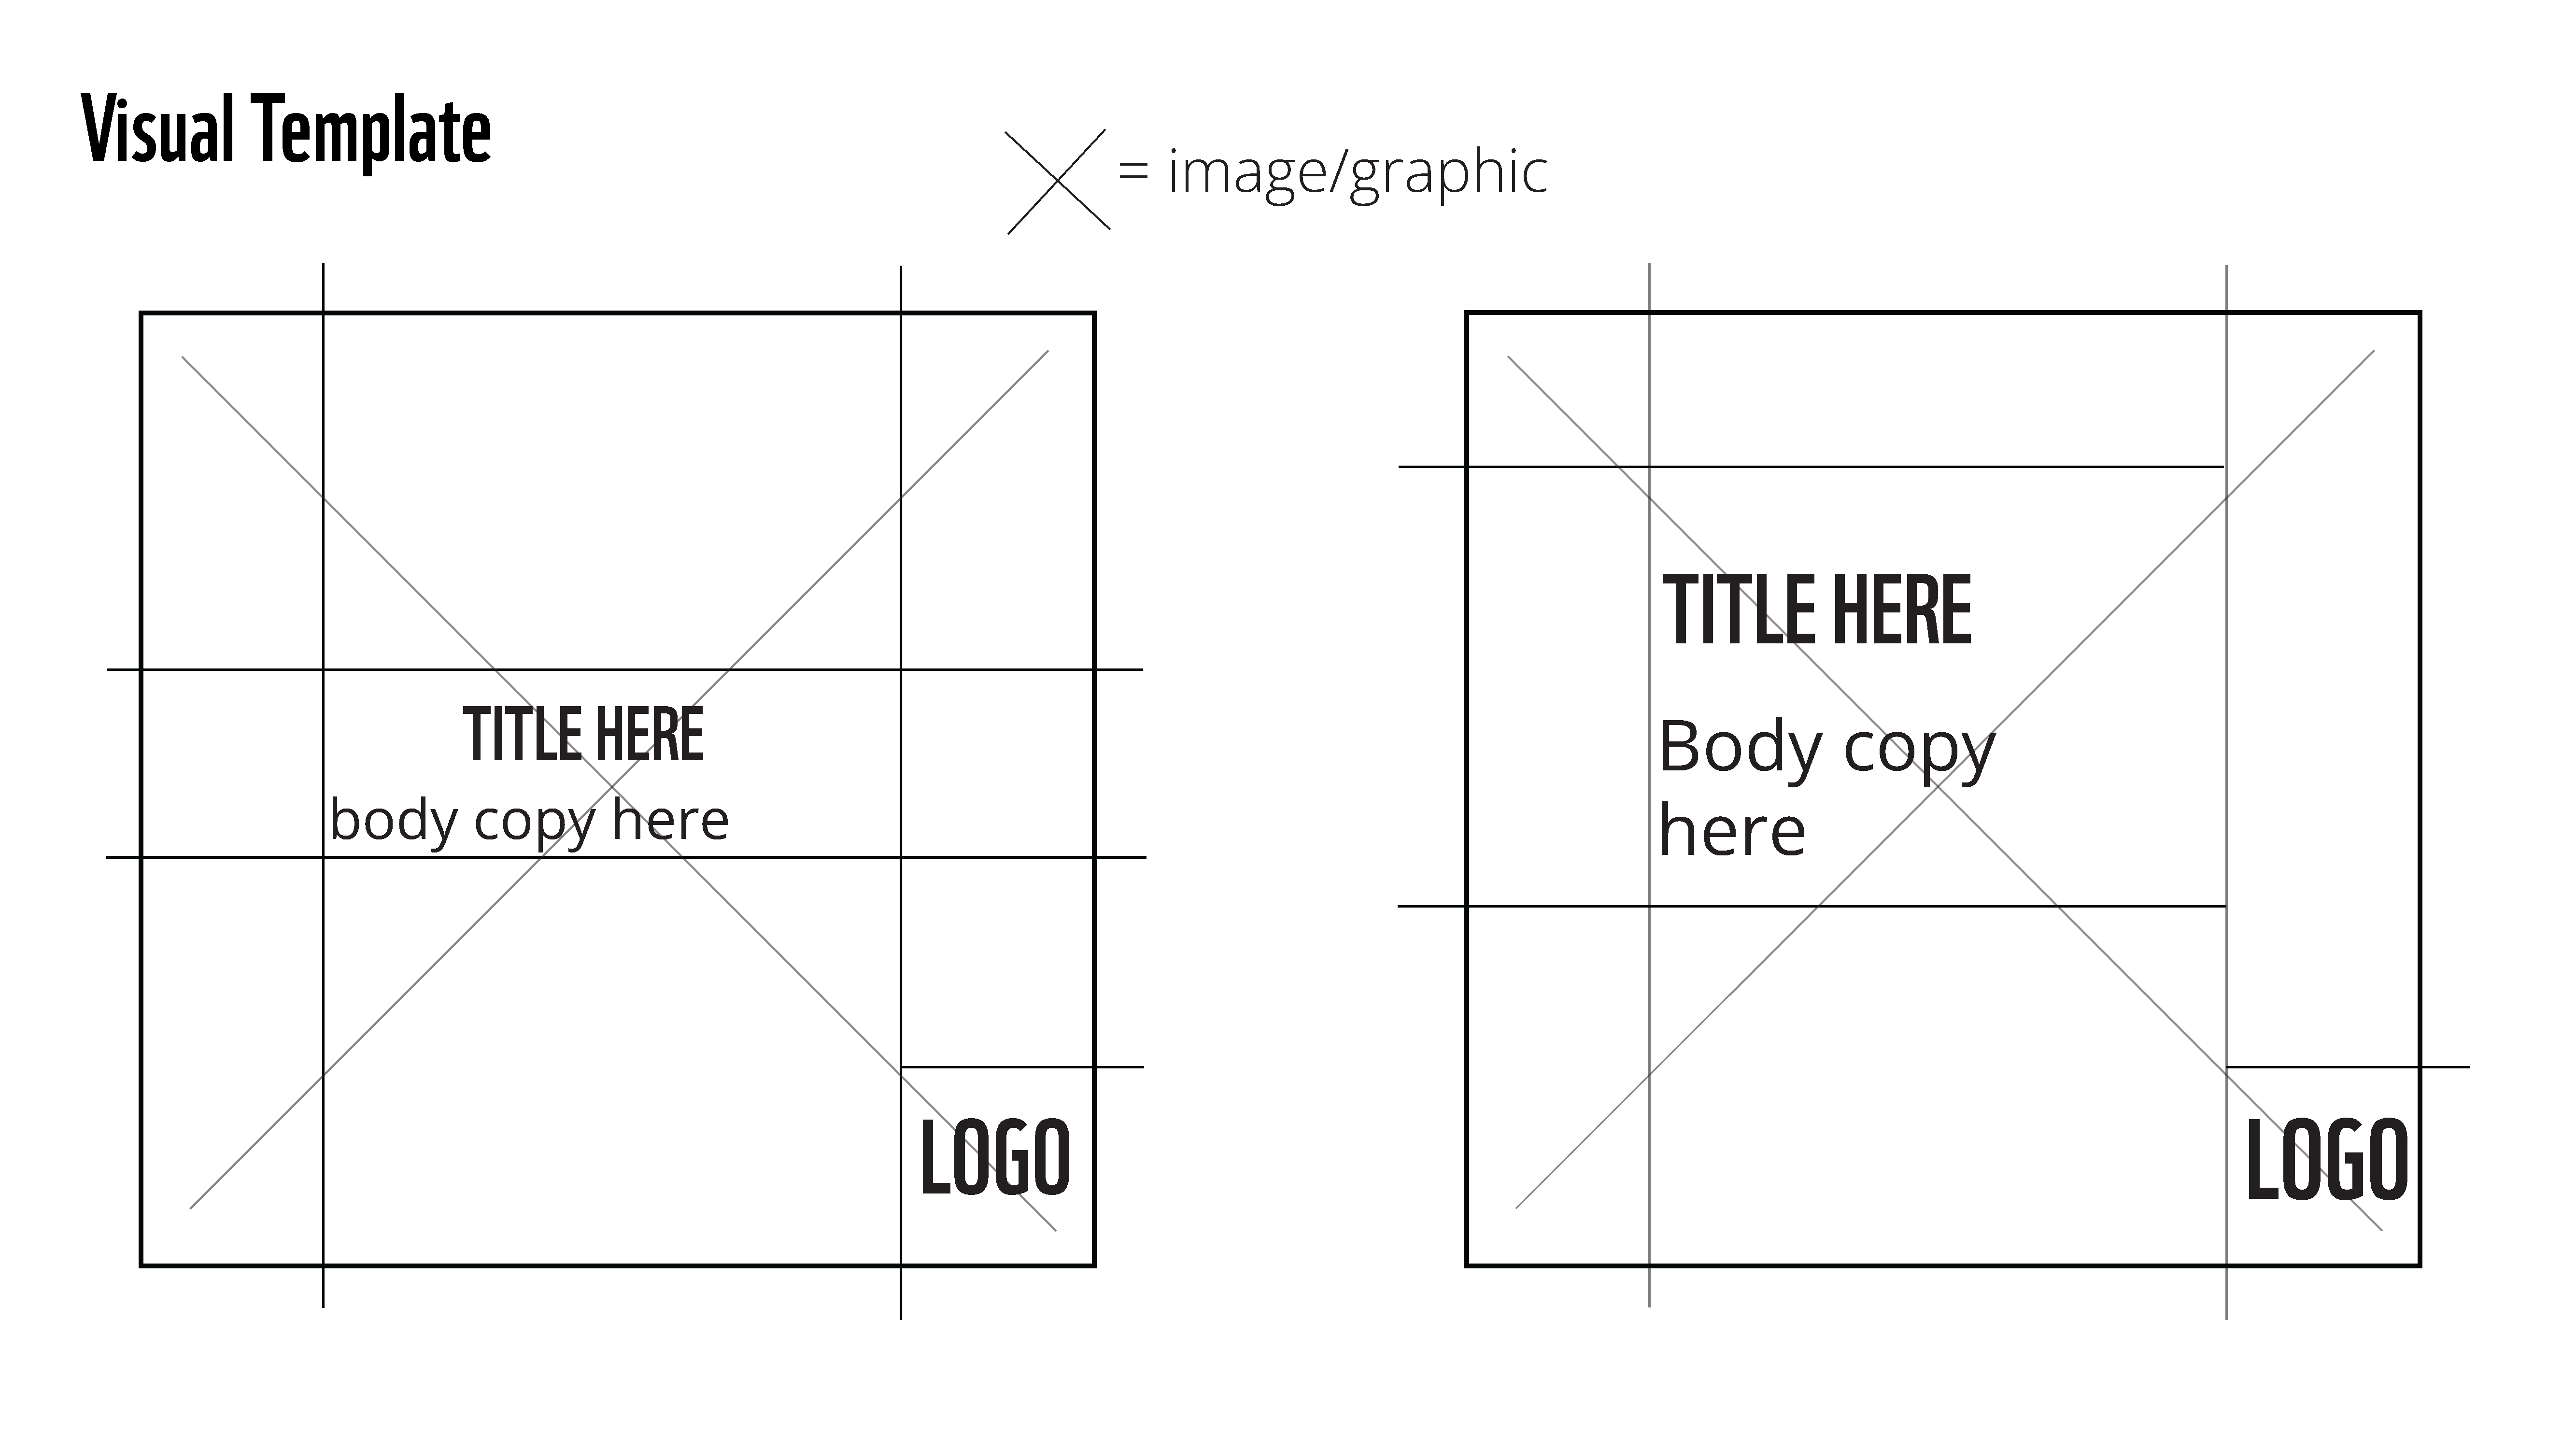 Visual Template
= image/graphic
TITLE HERE
body copy here
LOGO
TITLE HERE
Body copy
here
LOGO